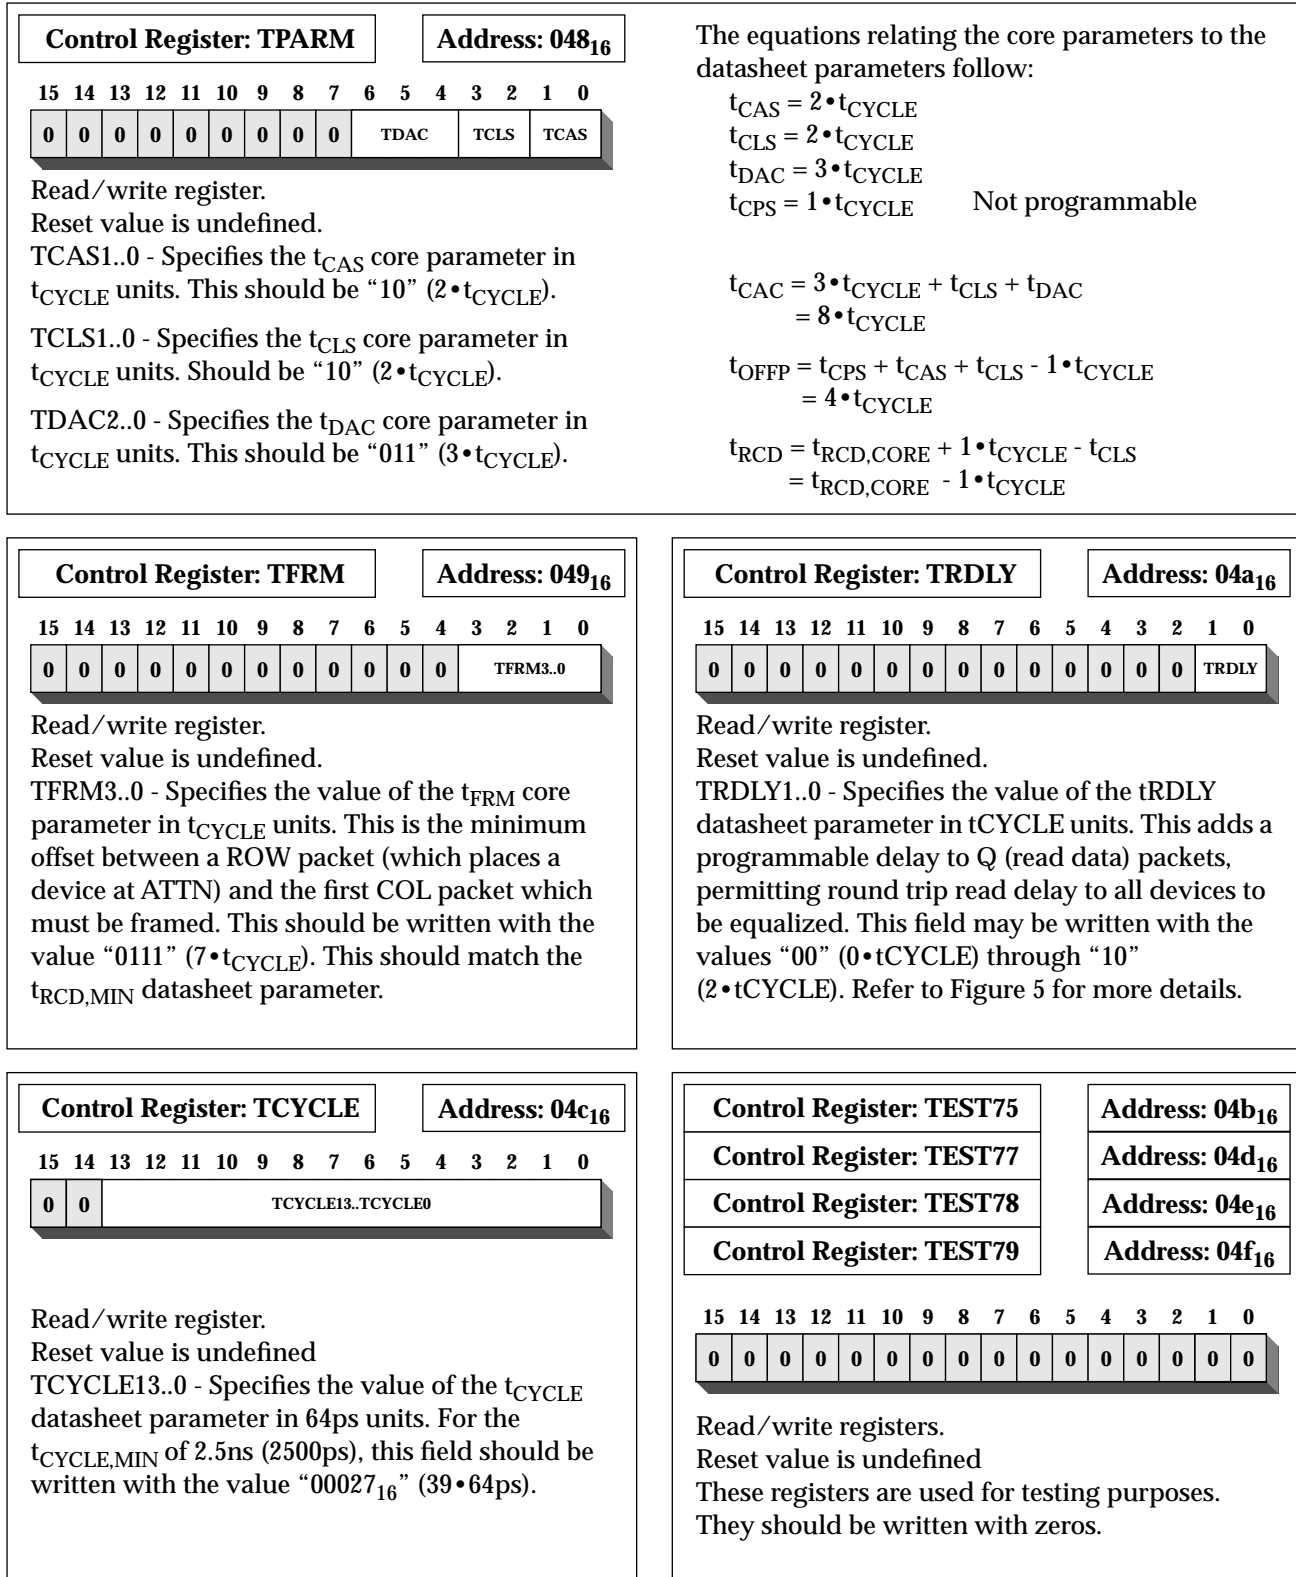 Control Register: TPARM
Address: 048₁₆
15 14 13 12 11 10 9 8 7 6 5 4 3 2 1 0
0 0 0 0 0 0 0 0 0 TDAC TCLS TCAS
Read/write register.
Reset value is undefined.
TCAS1..0 - Specifies the tCAS core parameter in
tCYCLE units. This should be “10” (2•tCYCLE).
TCLS1..0 - Specifies the tCLS core parameter in
tCYCLE units. Should be “10” (2•tCYCLE).
TDAC2..0 - Specifies the tDAC core parameter in
tCYCLE units. This should be “011” (3•tCYCLE).
The equations relating the core parameters to the
datasheet parameters follow:
tCAS = 2•tCYCLE
tCLS = 2•tCYCLE
tDAC = 3•tCYCLE
tCPS = 1•tCYCLE Not programmable
tCAC = 3•tCYCLE + tCLS + tDAC
= 8•tCYCLE
tOFFP = tCPS + tCAS + tCLS - 1•tCYCLE
= 4•tCYCLE
tRCD = tRCD,CORE + 1•tCYCLE - tCLS
= tRCD,CORE - 1•tCYCLE
Control Register: TFRM
Address: 049₁₆
15 14 13 12 11 10 9 8 7 6 5 4 3 2 1 0
0 0 0 0 0 0 0 0 0 0 0 0 TFRM3..0
Read/write register.
Reset value is undefined.
TFRM3..0 - Specifies the value of the tFRM core
parameter in tCYCLE units. This is the minimum
offset between a ROW packet (which places a
device at ATTN) and the first COL packet which
must be framed. This should be written with the
value “0111” (7•tCYCLE). This should match the
tRCD,MIN datasheet parameter.
Control Register: TRDLY
Address: 04a₁₆
15 14 13 12 11 10 9 8 7 6 5 4 3 2 1 0
0 0 0 0 0 0 0 0 0 0 0 0 0 0 TRDLY
Read/write register.
Reset value is undefined.
TRDLY1..0 - Specifies the value of the tRDLY
datasheet parameter in tCYCLE units. This adds a
programmable delay to Q (read data) packets,
permitting round trip read delay to all devices to
be equalized. This field may be written with the
values “00” (0•tCYCLE) through “10”
(2•tCYCLE). Refer to Figure 5 for more details.
Control Register: TCYCLE
Address: 04c₁₆
15 14 13 12 11 10 9 8 7 6 5 4 3 2 1 0
0 0 TCYCLE13..TCYCLE0
Read/write register.
Reset value is undefined
TCYCLE13..0 - Specifies the value of the tCYCLE
datasheet parameter in 64ps units. For the
tCYCLE,MIN of 2.5ns (2500ps), this field should be
written with the value “00027₁₆” (39•64ps).
Control Register: TEST75 Address: 04b₁₆
Control Register: TEST77 Address: 04d₁₆
Control Register: TEST78 Address: 04e₁₆
Control Register: TEST79 Address: 04f₁₆
15 14 13 12 11 10 9 8 7 6 5 4 3 2 1 0
0 0 0 0 0 0 0 0 0 0 0 0 0 0 0 0
Read/write registers.
Reset value is undefined
These registers are used for testing purposes.
They should be written with zeros.